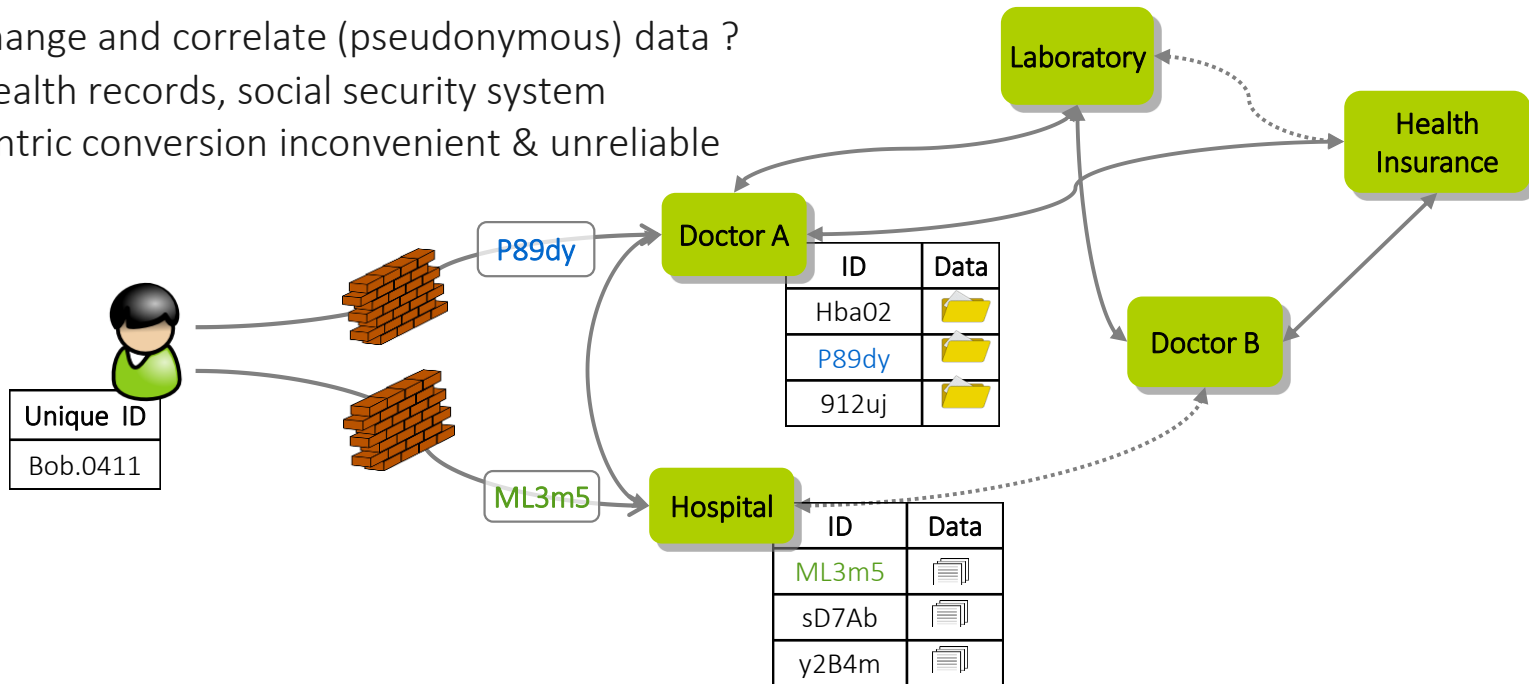 ange and correlate (pseudonymous) data ?
ealth records, social security system
ntric conversion inconvenient & unreliable
Laboratory
Health
Insurance
Doctor A
P89dy
ID Data
Hba02
P89dy
912uj
Doctor B
Unique ID
Bob.0411
ML3m5
Hospital
ID Data
ML3m5
sD7Ab
y2B4m